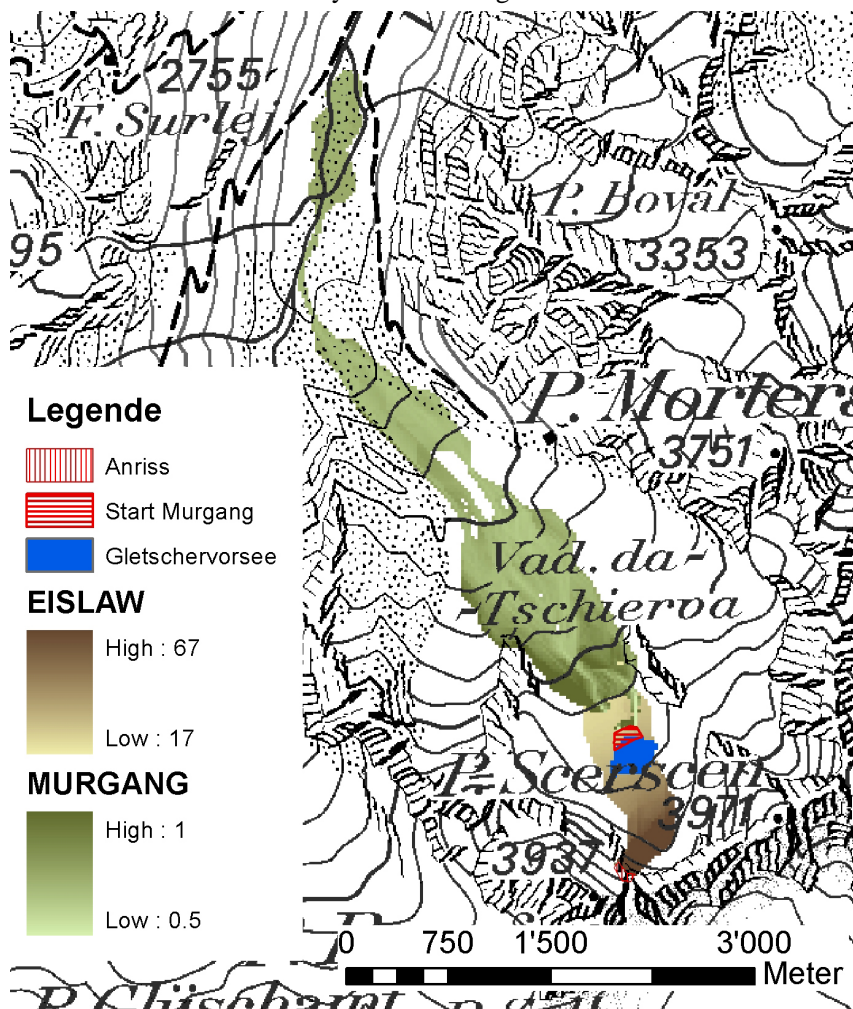 2755
F. Surlej
P. Boval
95
3353
P. Mortera
3751
Legende
Anriss
Start Murgang
Gletschervorsee
Vad. da-
-Tschierva
EISLAW
High : 67
Low : 17
P. Scerscen
3971
MURGANG
High : 1
3937
Low : 0.5
0 750 1'500 3'000
Meter